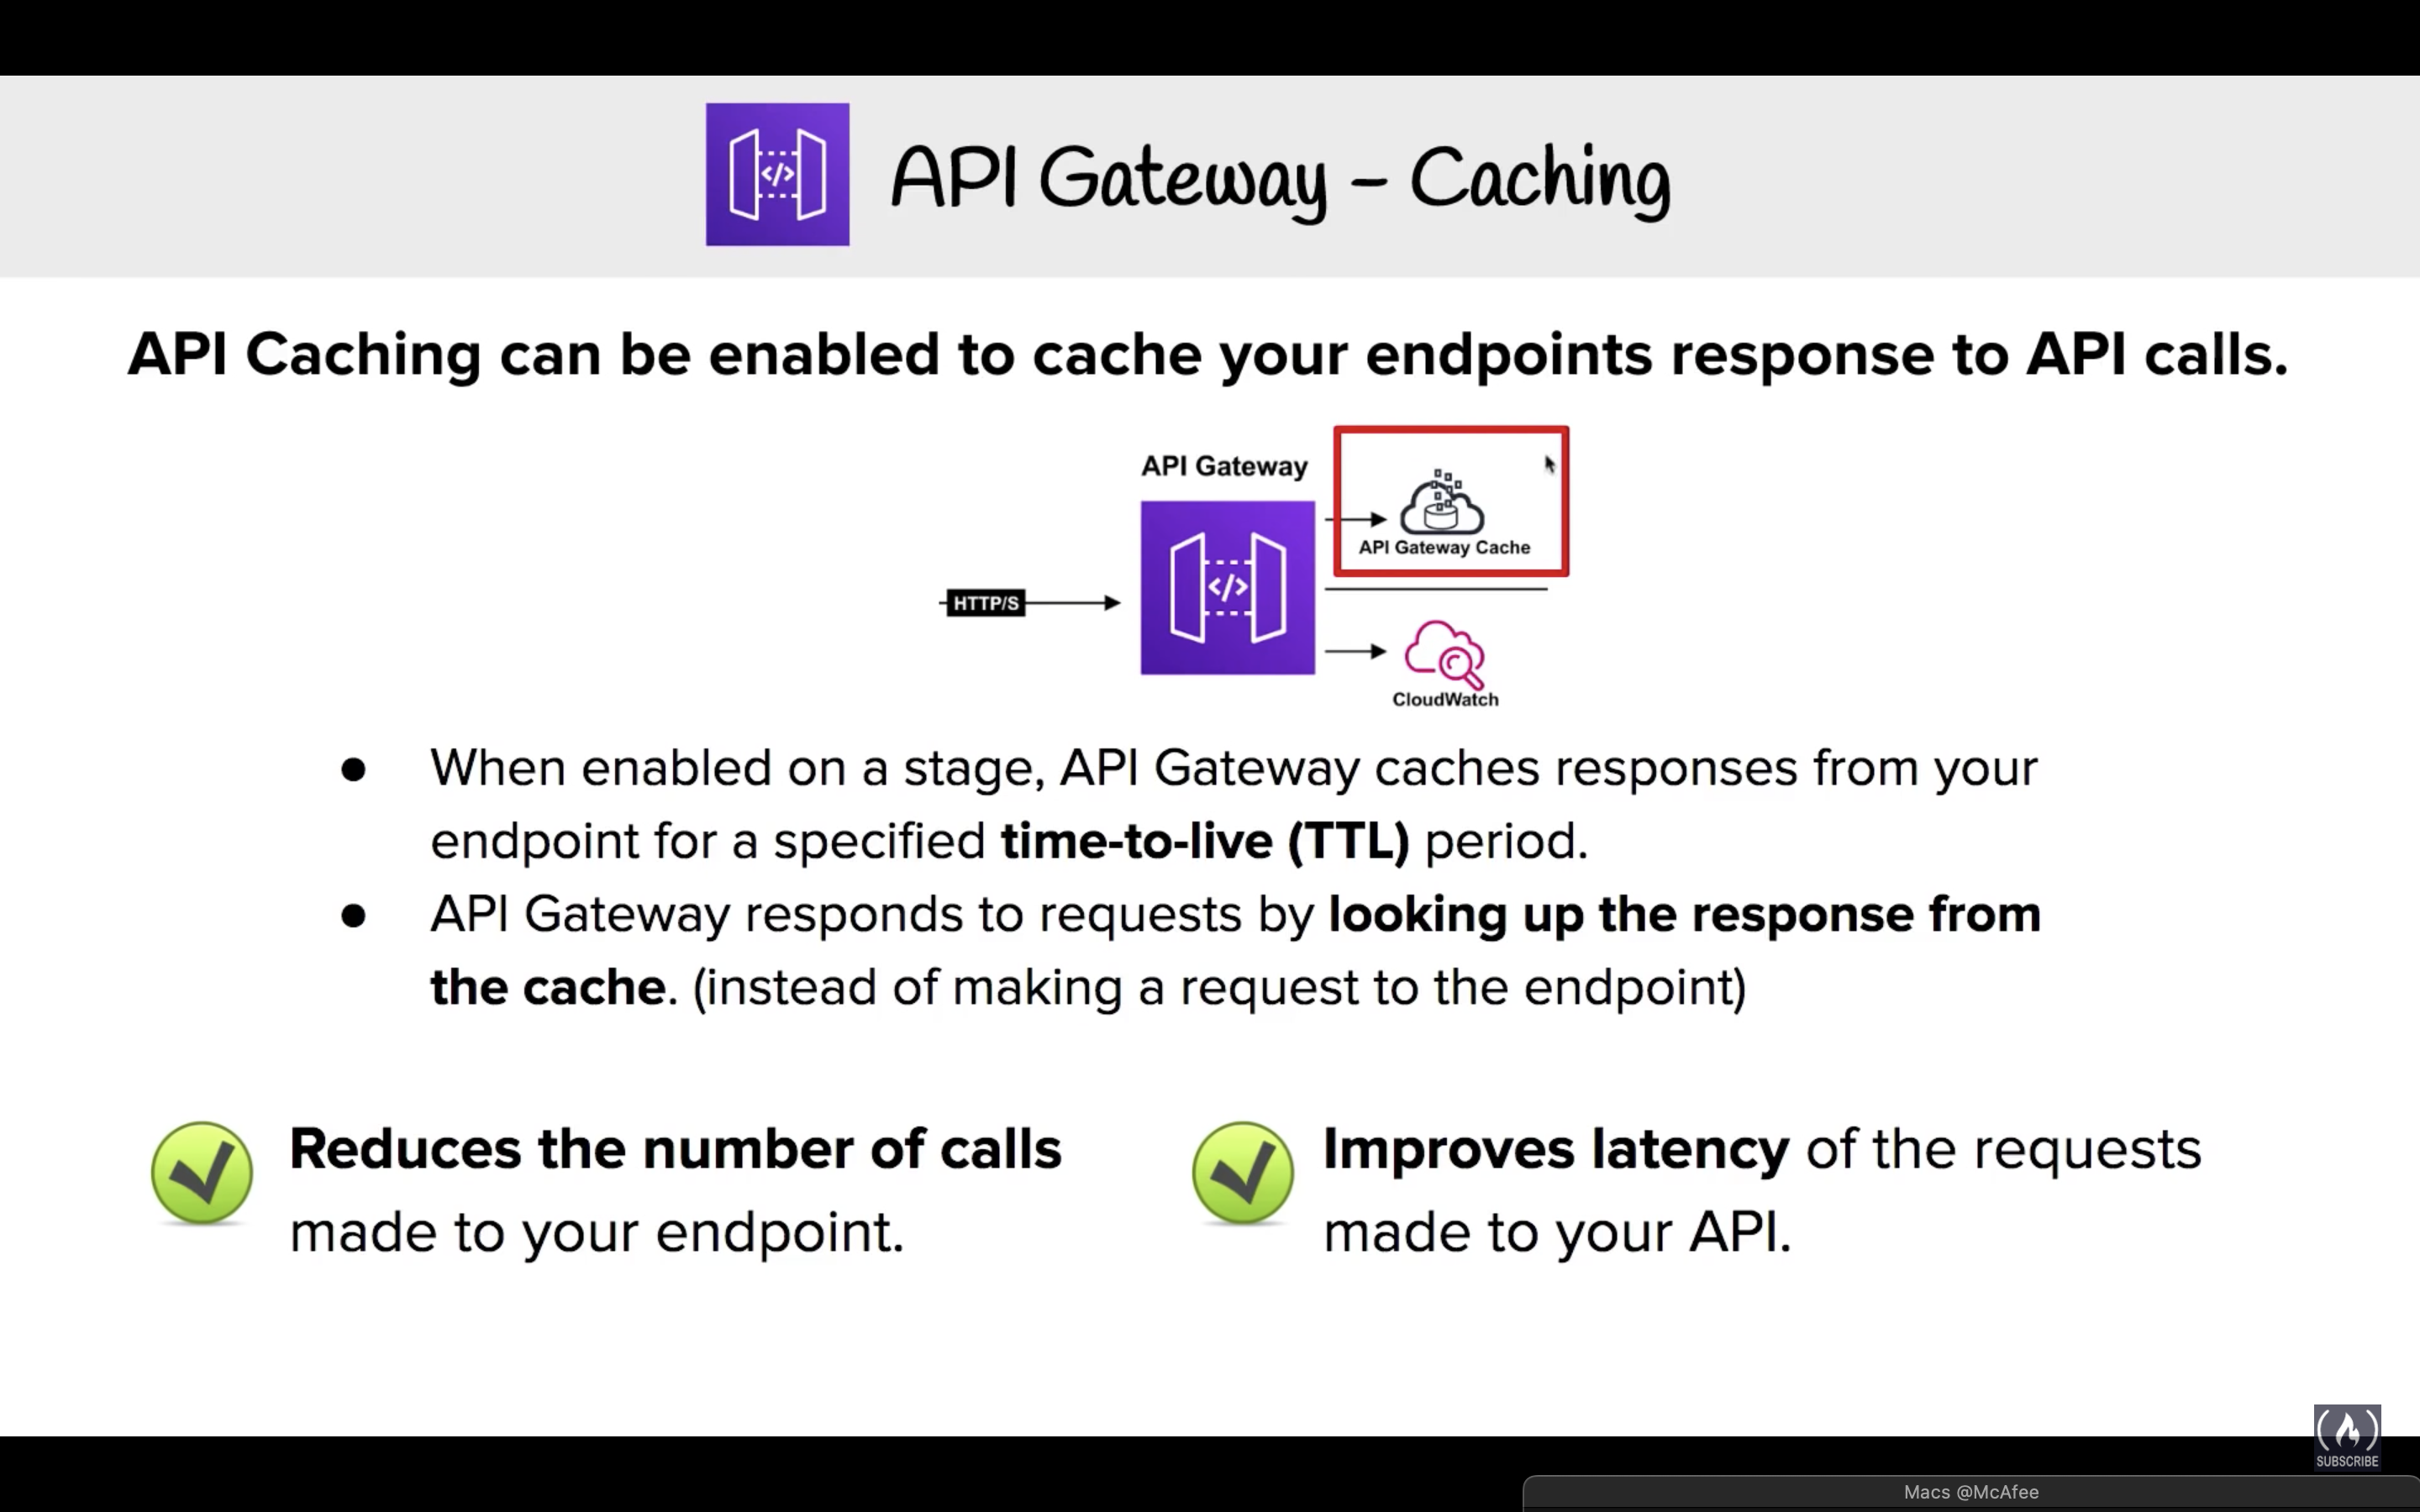 API Gateway – Caching
API Caching can be enabled to cache your endpoints response to API calls.
API Gateway
</>
API Gateway Cache
HTTP/S
CloudWatch
● When enabled on a stage, API Gateway caches responses from your
endpoint for a specified time-to-live (TTL) period.
● API Gateway responds to requests by looking up the response from
the cache. (instead of making a request to the endpoint)
Reduces the number of calls
made to your endpoint.
Improves latency of the requests
made to your API.
SUBSCRIBE
Macs @McAfee